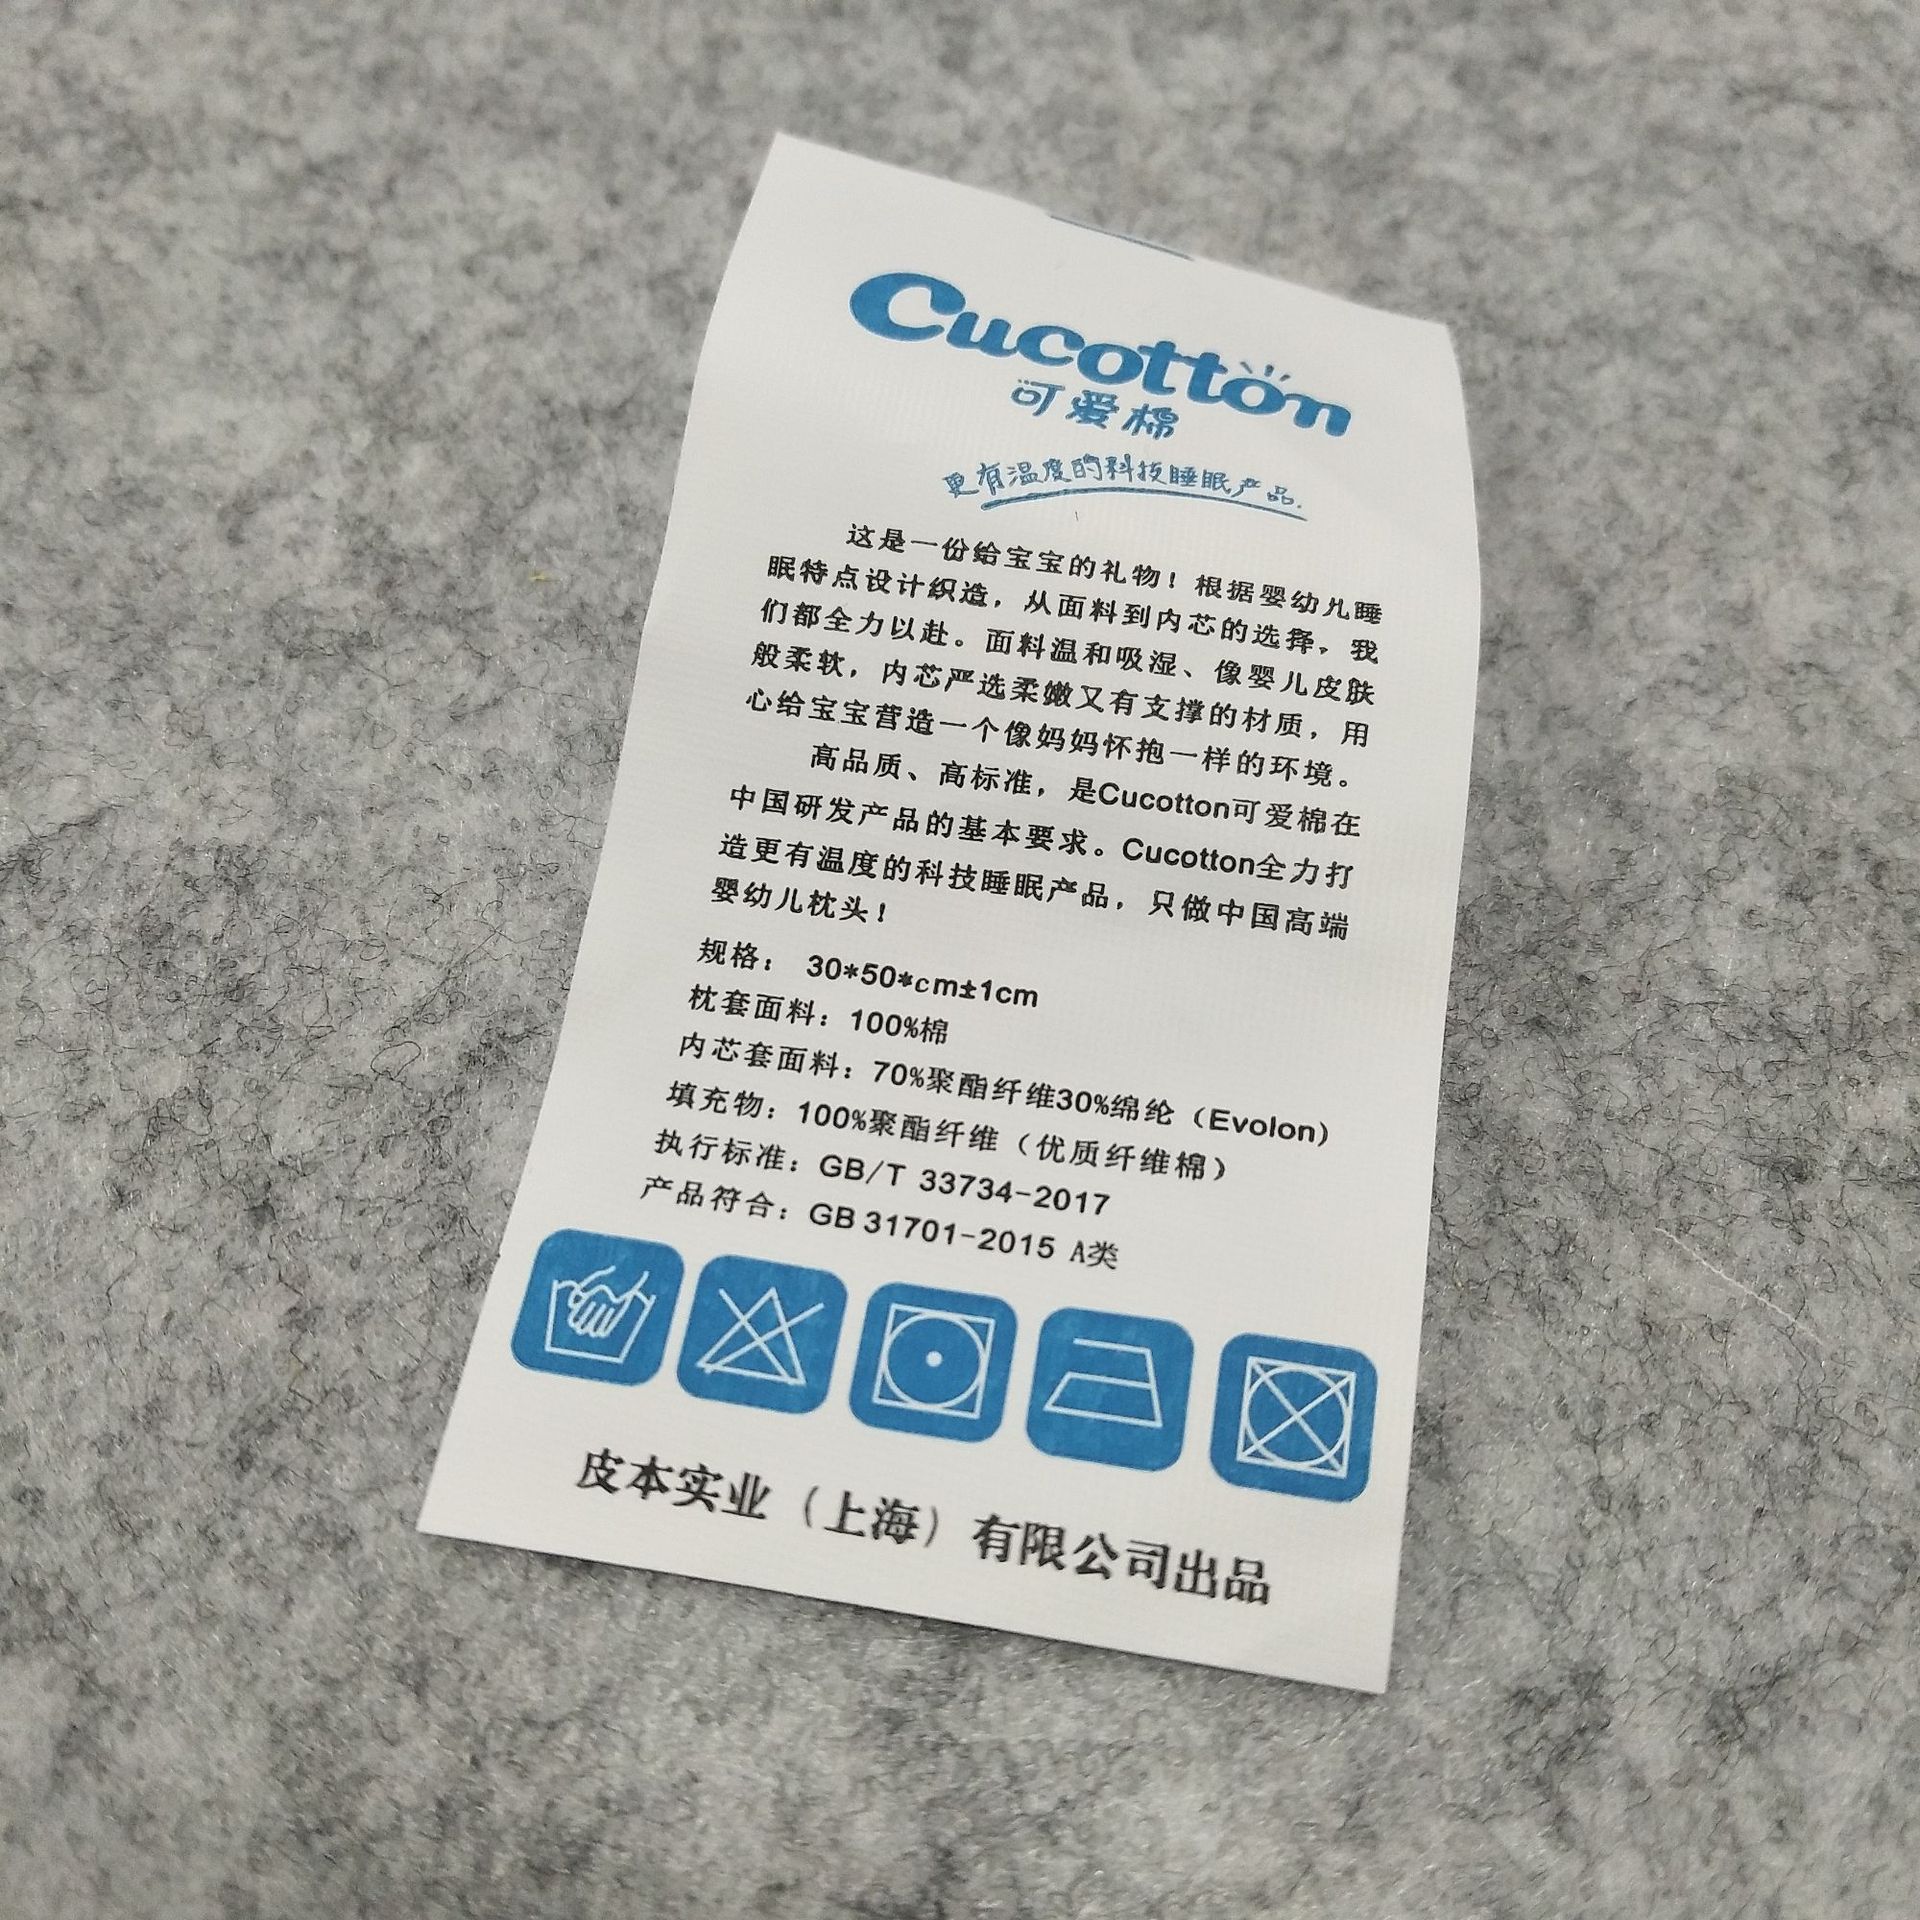 Cucotton
可爱棉
更有温度的科技睡眠产品.
这是一份给宝宝的礼物！根据婴幼儿睡
眠特点设计织造，从面料到内芯的选择，我
们都全力以赴。面料温和吸湿、像婴儿皮肤
般柔软，内芯严选柔嫩又有支撑的材质，用
心给宝宝营造一个像妈妈怀抱一样的环境。
高品质、高标准，是Cucotton可爱棉在
中国研发产品的基本要求。Cucotton全力打
造更有温度的科技睡眠产品，只做中国高端
婴幼儿枕头！
规格： 30*50*cm±1cm
枕套面料：100%棉
内芯套面料：70%聚酯纤维30%绵纶（Evolon）
填充物：100%聚酯纤维（优质纤维棉）
执行标准：GB/T 33734-2017
产品符合：GB 31701-2015 A类
皮本实业（上海）有限公司出品